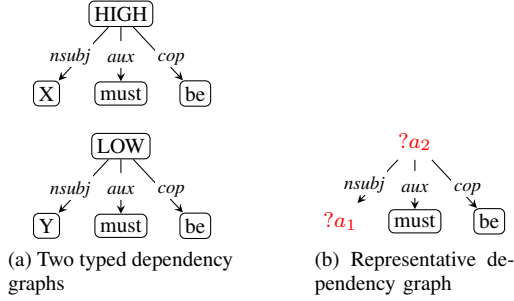 HIGH
nsubj aux cop
X must be
LOW
nsubj aux cop
Y must be
(a) Two typed dependency
graphs
?a2
nsubj aux cop
?a1 must be
(b) Representative de-
pendency graph